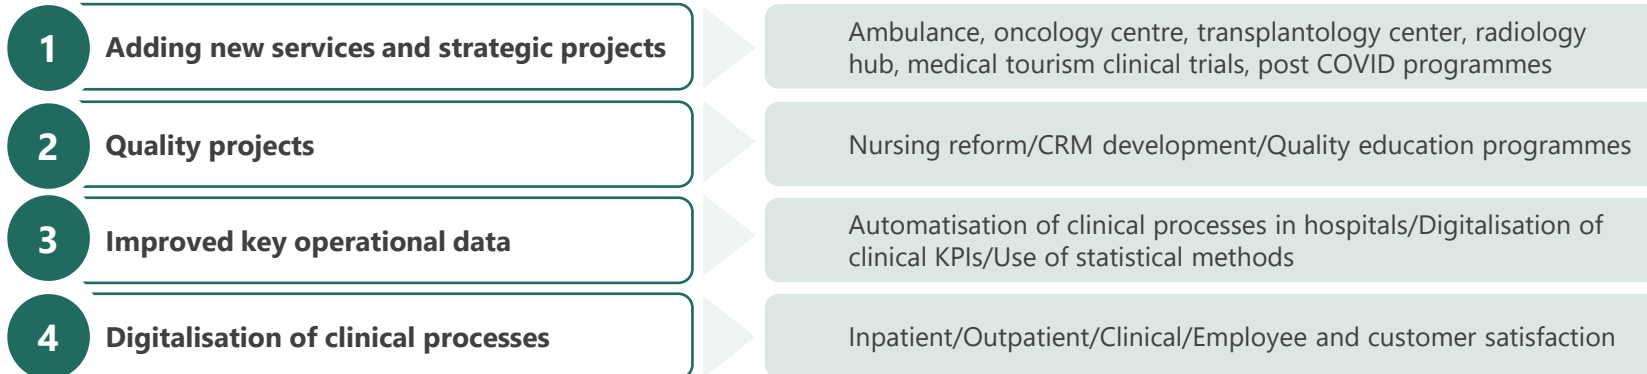 1
Adding new services and strategic projects
Ambulance, oncology centre, transplantology center, radiology
hub, medical tourism clinical trials, post COVID programmes
2
Quality projects
Nursing reform/CRM development/Quality education programmes
3
Improved key operational data
Automatisation of clinical processes in hospitals/Digitalisation of
clinical KPIs/Use of statistical methods
4
Digitalisation of clinical processes
Inpatient/Outpatient/Clinical/Employee and customer satisfaction